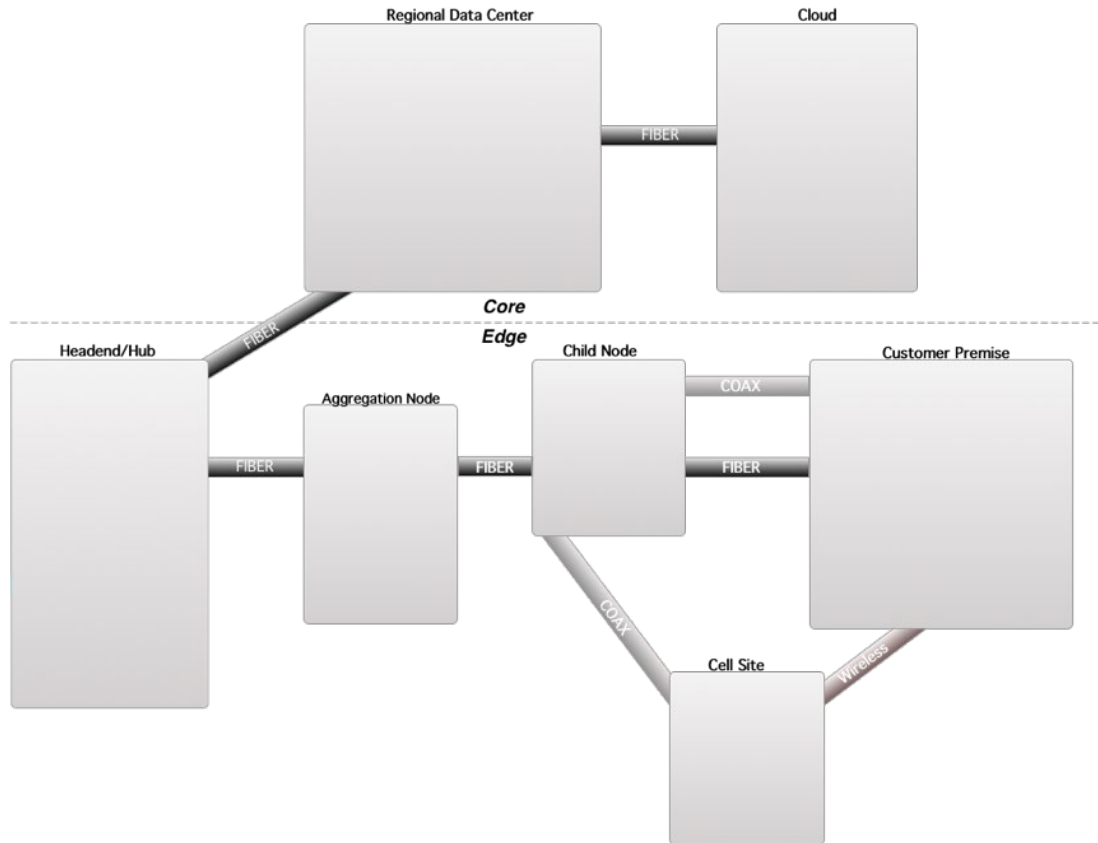 Regional Data Center
Cloud
FIBER
Core
FIBER
Edge
Headend/Hub
Child Node
Customer Premise
COAX
Aggregation Node
FIBER
FIBER
FIBER
COAX
Wireless
Cell Site